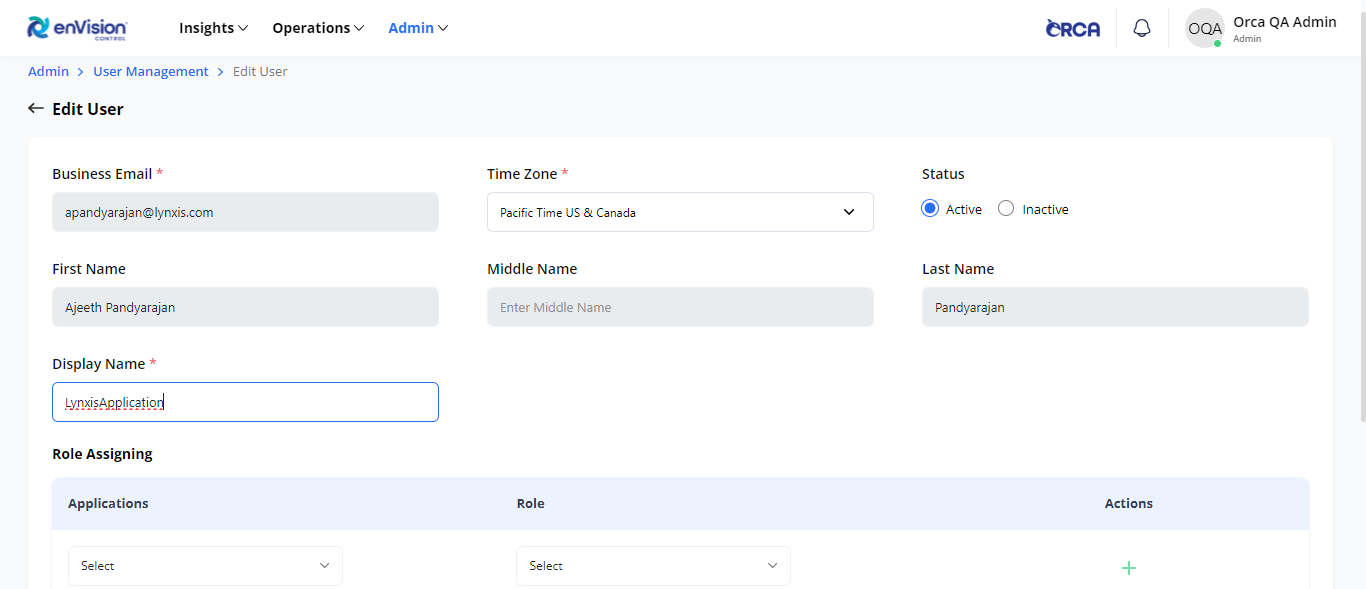 enVision
CONTROL
Insights Operations Admin
ORCA
OQA
Orca QA Admin
Admin
Admin > User Management > Edit User
← Edit User
Business Email * Time Zone * Status
apandyarajan@lynxis.com Pacific Time US & Canada Active Inactive
First Name Middle Name Last Name
Ajeeth Pandyarajan Enter Middle Name Pandyarajan
Display Name *
LynxisApplication
Role Assigning
Applications Role Actions
Select Select +